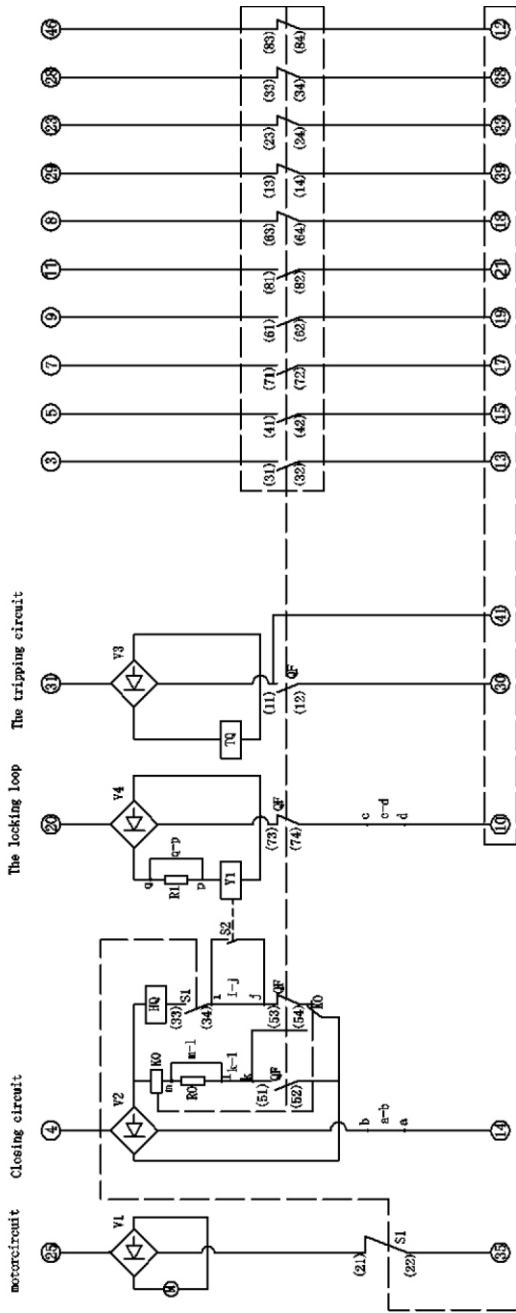 motorcircuit
Closing circuit
The locking loop
The tripping circuit
25
4
20
31
3
5
7
9
11
8
29
23
28
46
V1
V2
V4
V3
M
HQ
K0
m
m-l
R0
l
k-l
k
S1
(33)
(34)
i
i-j
j
S2
q
q-p
R1
p
Y1
TQ
(51)
QF
(52)
(53)
QF
(54)
K0
(73)
QF
(74)
(11)
QF
(12)
(31)
(32)
(41)
(42)
(71)
(72)
(61)
(62)
(81)
(82)
(63)
(64)
(13)
(14)
(23)
(24)
(33)
(34)
(83)
(84)
(21)
S1
(22)
b
a-b
a
c
c-d
d
35
14
10
30
41
13
15
17
19
21
18
39
33
38
12